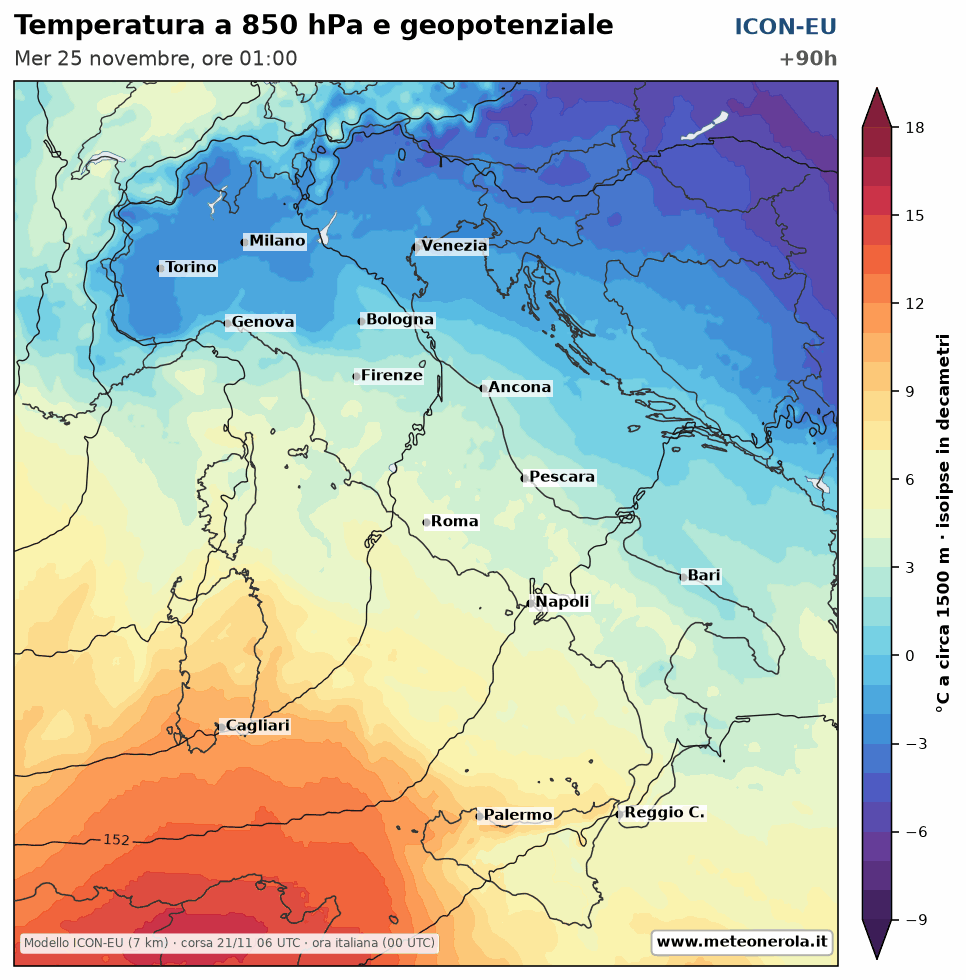 Temperatura a 850 hPa e geopotenziale
ICON-EU
Mer 25 novembre, ore 01:00
+90h
Milano
Venezia
Torino
Genova
Bologna
Firenze
Ancona
Pescara
Roma
Bari
Napoli
Cagliari
Palermo
Reggio C.
152
Modello ICON-EU (7 km) · corsa 21/11 06 UTC · ora italiana (00 UTC)
www.meteonerola.it
18
15
12
9
6
3
0
−3
−6
−9
°C a circa 1500 m · isoipse in decametri